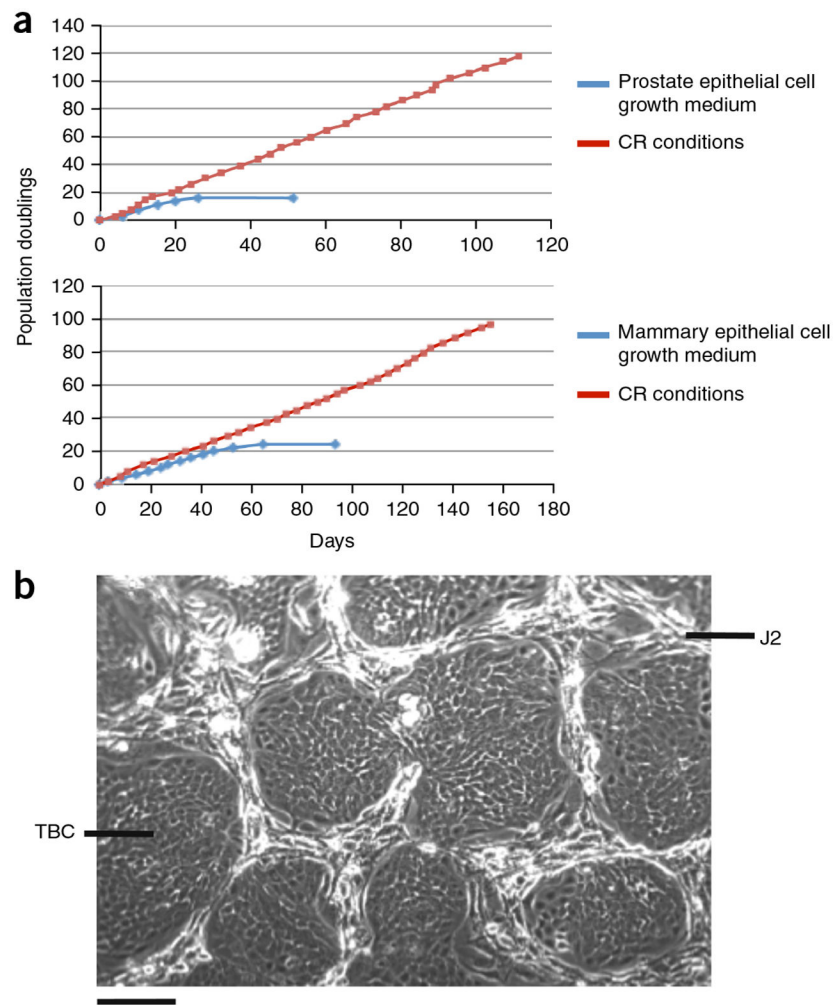 a
140
120
100
80
60
40
20
0
0 20 40 60 80 100 120
Prostate epithelial cell
growth medium
CR conditions
Population doublings
120
100
80
60
40
20
0
0 20 40 60 80 100 120 140 160 180
Mammary epithelial cell
growth medium
CR conditions
Days
b
J2
TBC